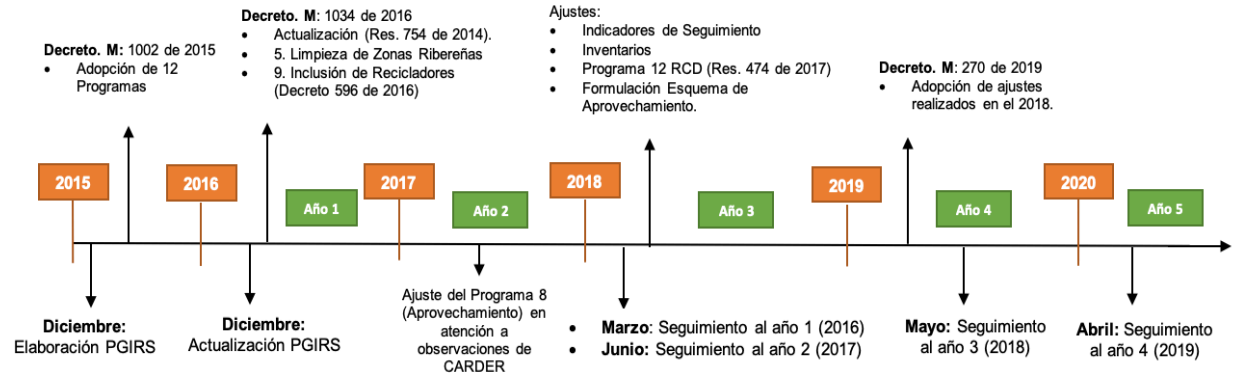 Decreto. M: 1002 de 2015
• Adopción de 12
Programas
Decreto. M: 1034 de 2016
• Actualización (Res. 754 de 2014).
• 5. Limpieza de Zonas Ribereñas
• 9. Inclusión de Recicladores
(Decreto 596 de 2016)
Ajustes:
• Indicadores de Seguimiento
• Inventarios
• Programa 12 RCD (Res. 474 de 2017)
• Formulación Esquema de
Aprovechamiento.
Decreto. M: 270 de 2019
• Adopción de ajustes
realizados en el 2018.
2015
2016
Año 1
2017
Año 2
2018
Año 3
2019
Año 4
2020
Año 5
Diciembre:
Elaboración PGIRS
Diciembre:
Actualización PGIRS
Ajuste del Programa 8
(Aprovechamiento) en
atención a
observaciones de
CARDER
• Marzo: Seguimiento al año 1 (2016)
• Junio: Seguimiento al año 2 (2017)
Mayo: Seguimiento
al año 3 (2018)
Abril: Seguimiento
al año 4 (2019)